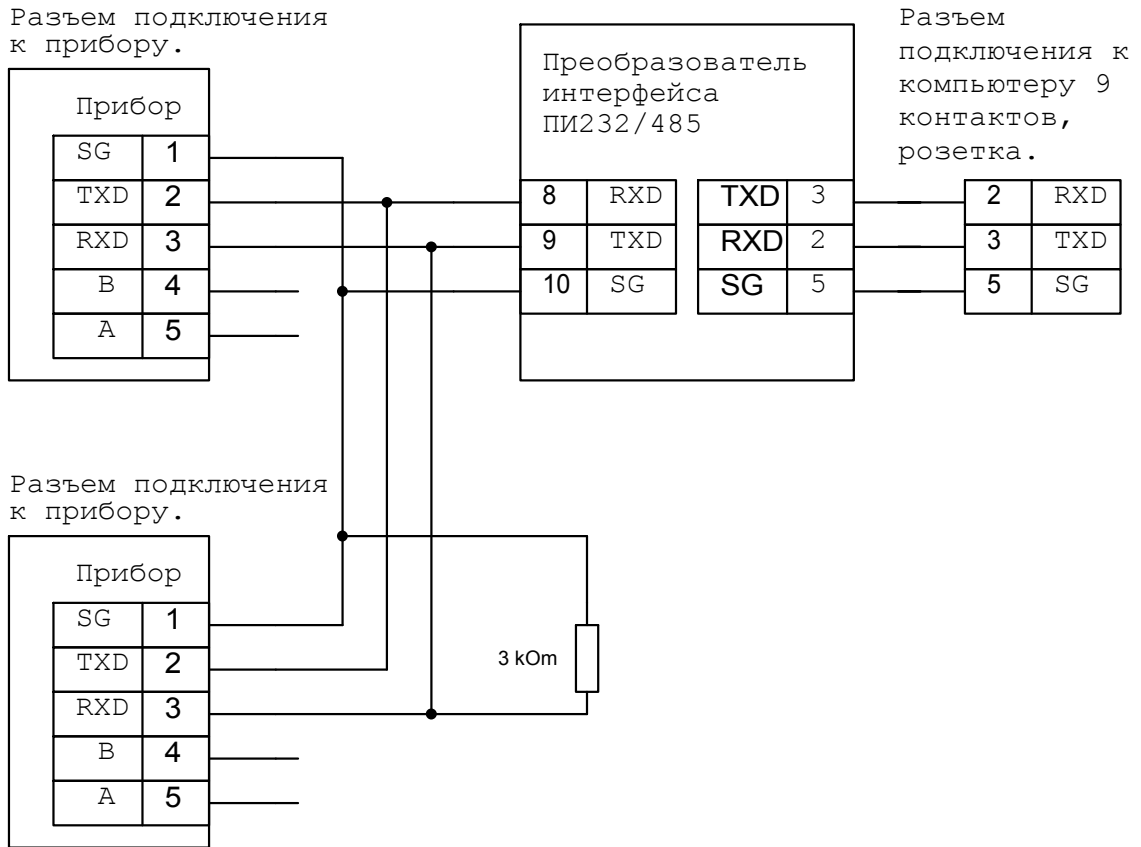 Разъем подключения
к прибору.
Прибор
SG 1
TXD 2
RXD 3
B 4
A 5
Преобразователь
интерфейса
ПИ232/485
8 RXD TXD 3
9 TXD RXD 2
10 SG SG 5
Разъем
подключения к
компьютеру 9
контактов,
розетка.
2 RXD
3 TXD
5 SG
Разъем подключения
к прибору.
Прибор
SG 1
TXD 2
RXD 3
B 4
A 5
3 kOm